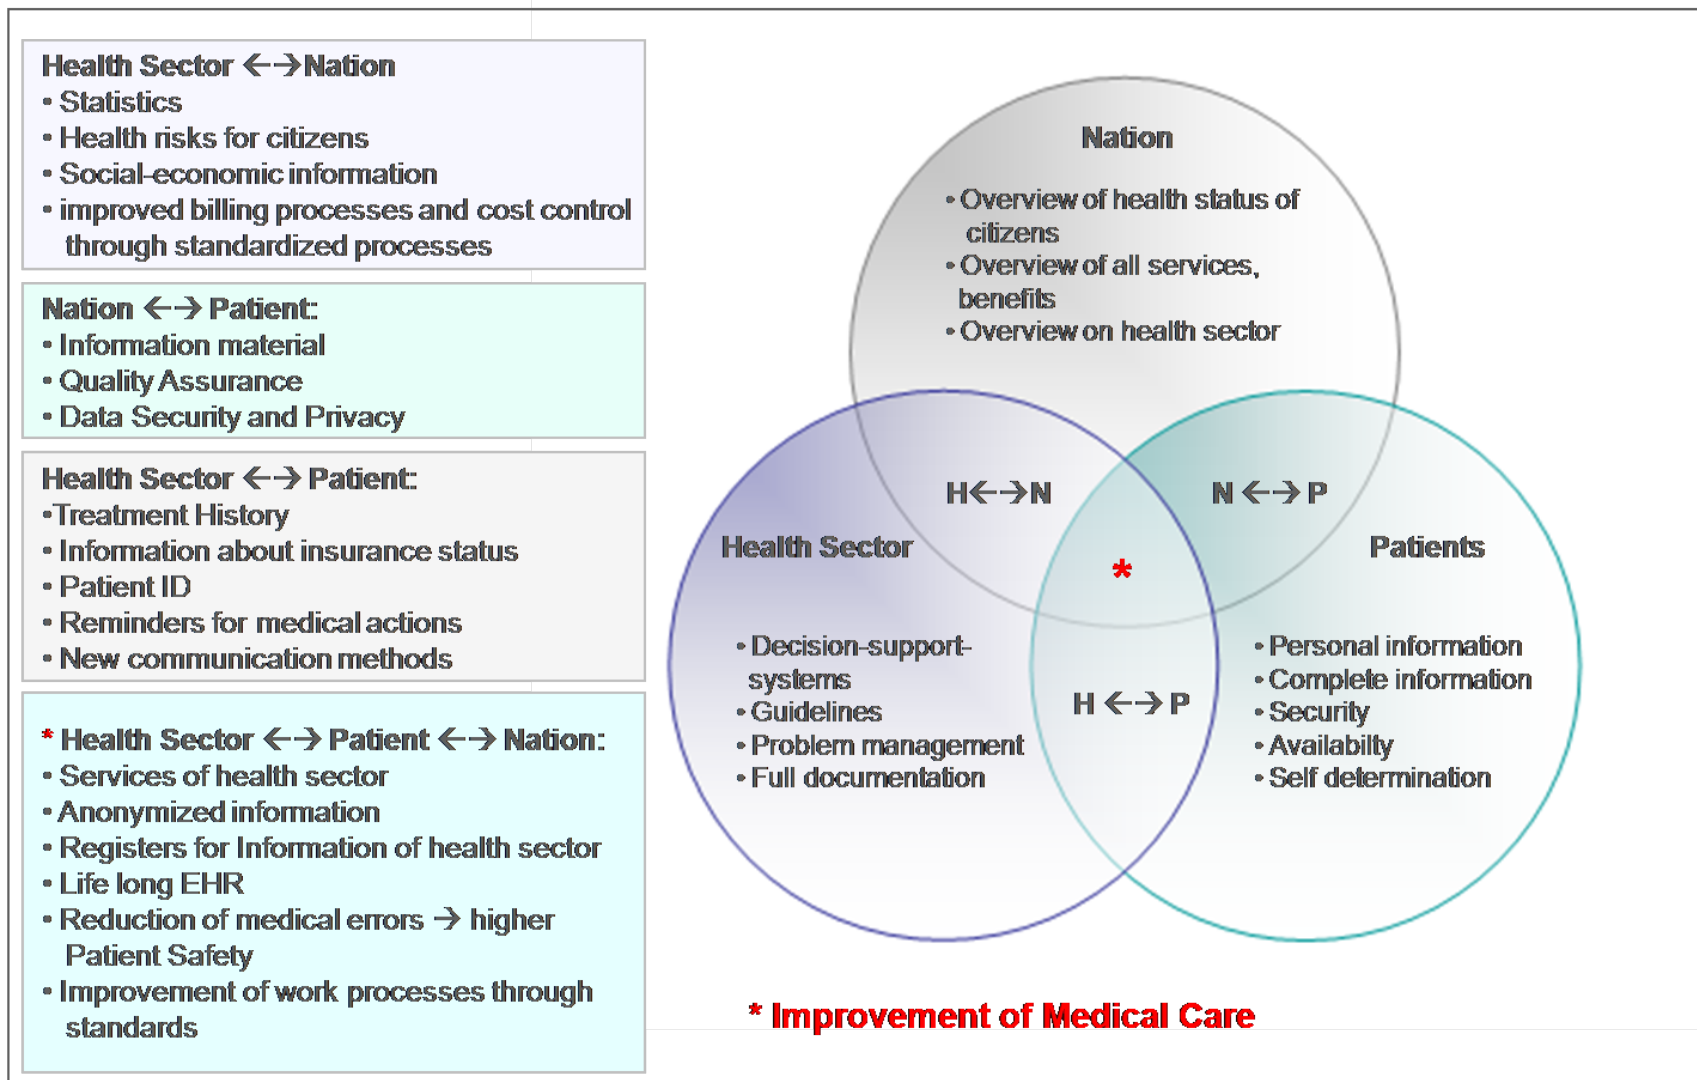 Health Sector ←→Nation
• Statistics
• Health risks for citizens
• Social-economic information
• improved billing processes and cost control
through standardized processes
Nation ←→ Patient:
• Information material
• Quality Assurance
• Data Security and Privacy
Health Sector ←→ Patient:
•Treatment History
• Information about insurance status
• Patient ID
• Reminders for medical actions
• New communication methods
* Health Sector ←→ Patient ←→ Nation:
• Services of health sector
• Anonymized information
• Registers for Information of health sector
• Life long EHR
• Reduction of medical errors → higher
Patient Safety
• Improvement of work processes through
standards
Nation
• Overview of health status of
citizens
• Overview of all services,
benefits
• Overview on health sector
H←→N
N ←→ P
Health Sector
Patients
*
• Decision-support-
systems
• Guidelines
• Problem management
• Full documentation
H ←→ P
• Personal information
• Complete information
• Security
• Availabilty
• Self determination
* Improvement of Medical Care